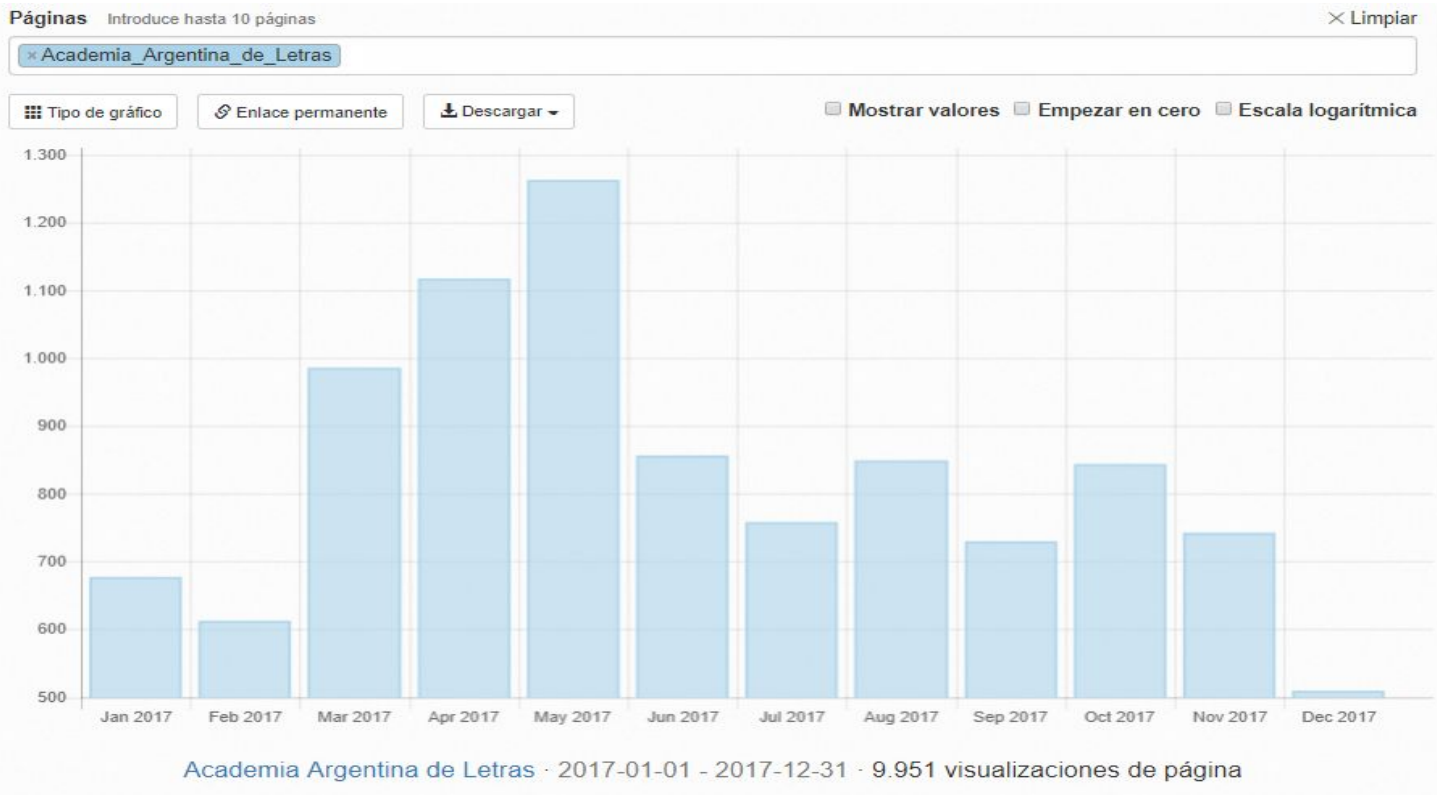 Páginas Introduce hasta 10 páginas × Limpiar
× Academia_Argentina_de_Letras
Tipo de gráfico Enlace permanente Descargar Mostrar valores Empezar en cero Escala logarítmica
1.300
1.200
1.100
1.000
900
800
700
600
500
Jan 2017 Feb 2017 Mar 2017 Apr 2017 May 2017 Jun 2017 Jul 2017 Aug 2017 Sep 2017 Oct 2017 Nov 2017 Dec 2017
Academia Argentina de Letras · 2017-01-01 - 2017-12-31 · 9.951 visualizaciones de página